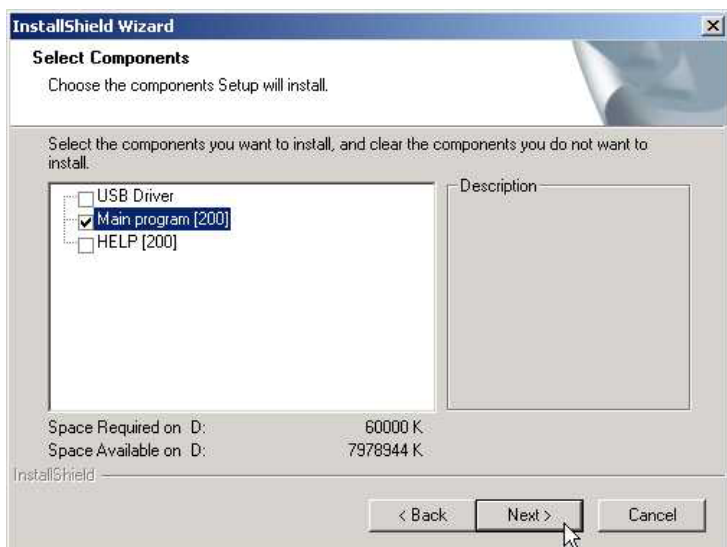 InstallShield Wizard
Select Components
Choose the components Setup will install.
Select the components you want to install, and clear the components you do not want to
install.
USB Driver
Main program [200]
HELP [200]
Description
Space Required on D: 60000 K
Space Available on D: 7978944 K
InstallShield
< Back Next > Cancel